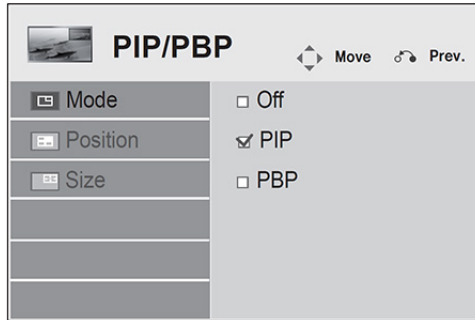 PIP/PBP
Move Prev.
Mode
Off
Position
PIP
Size
PBP